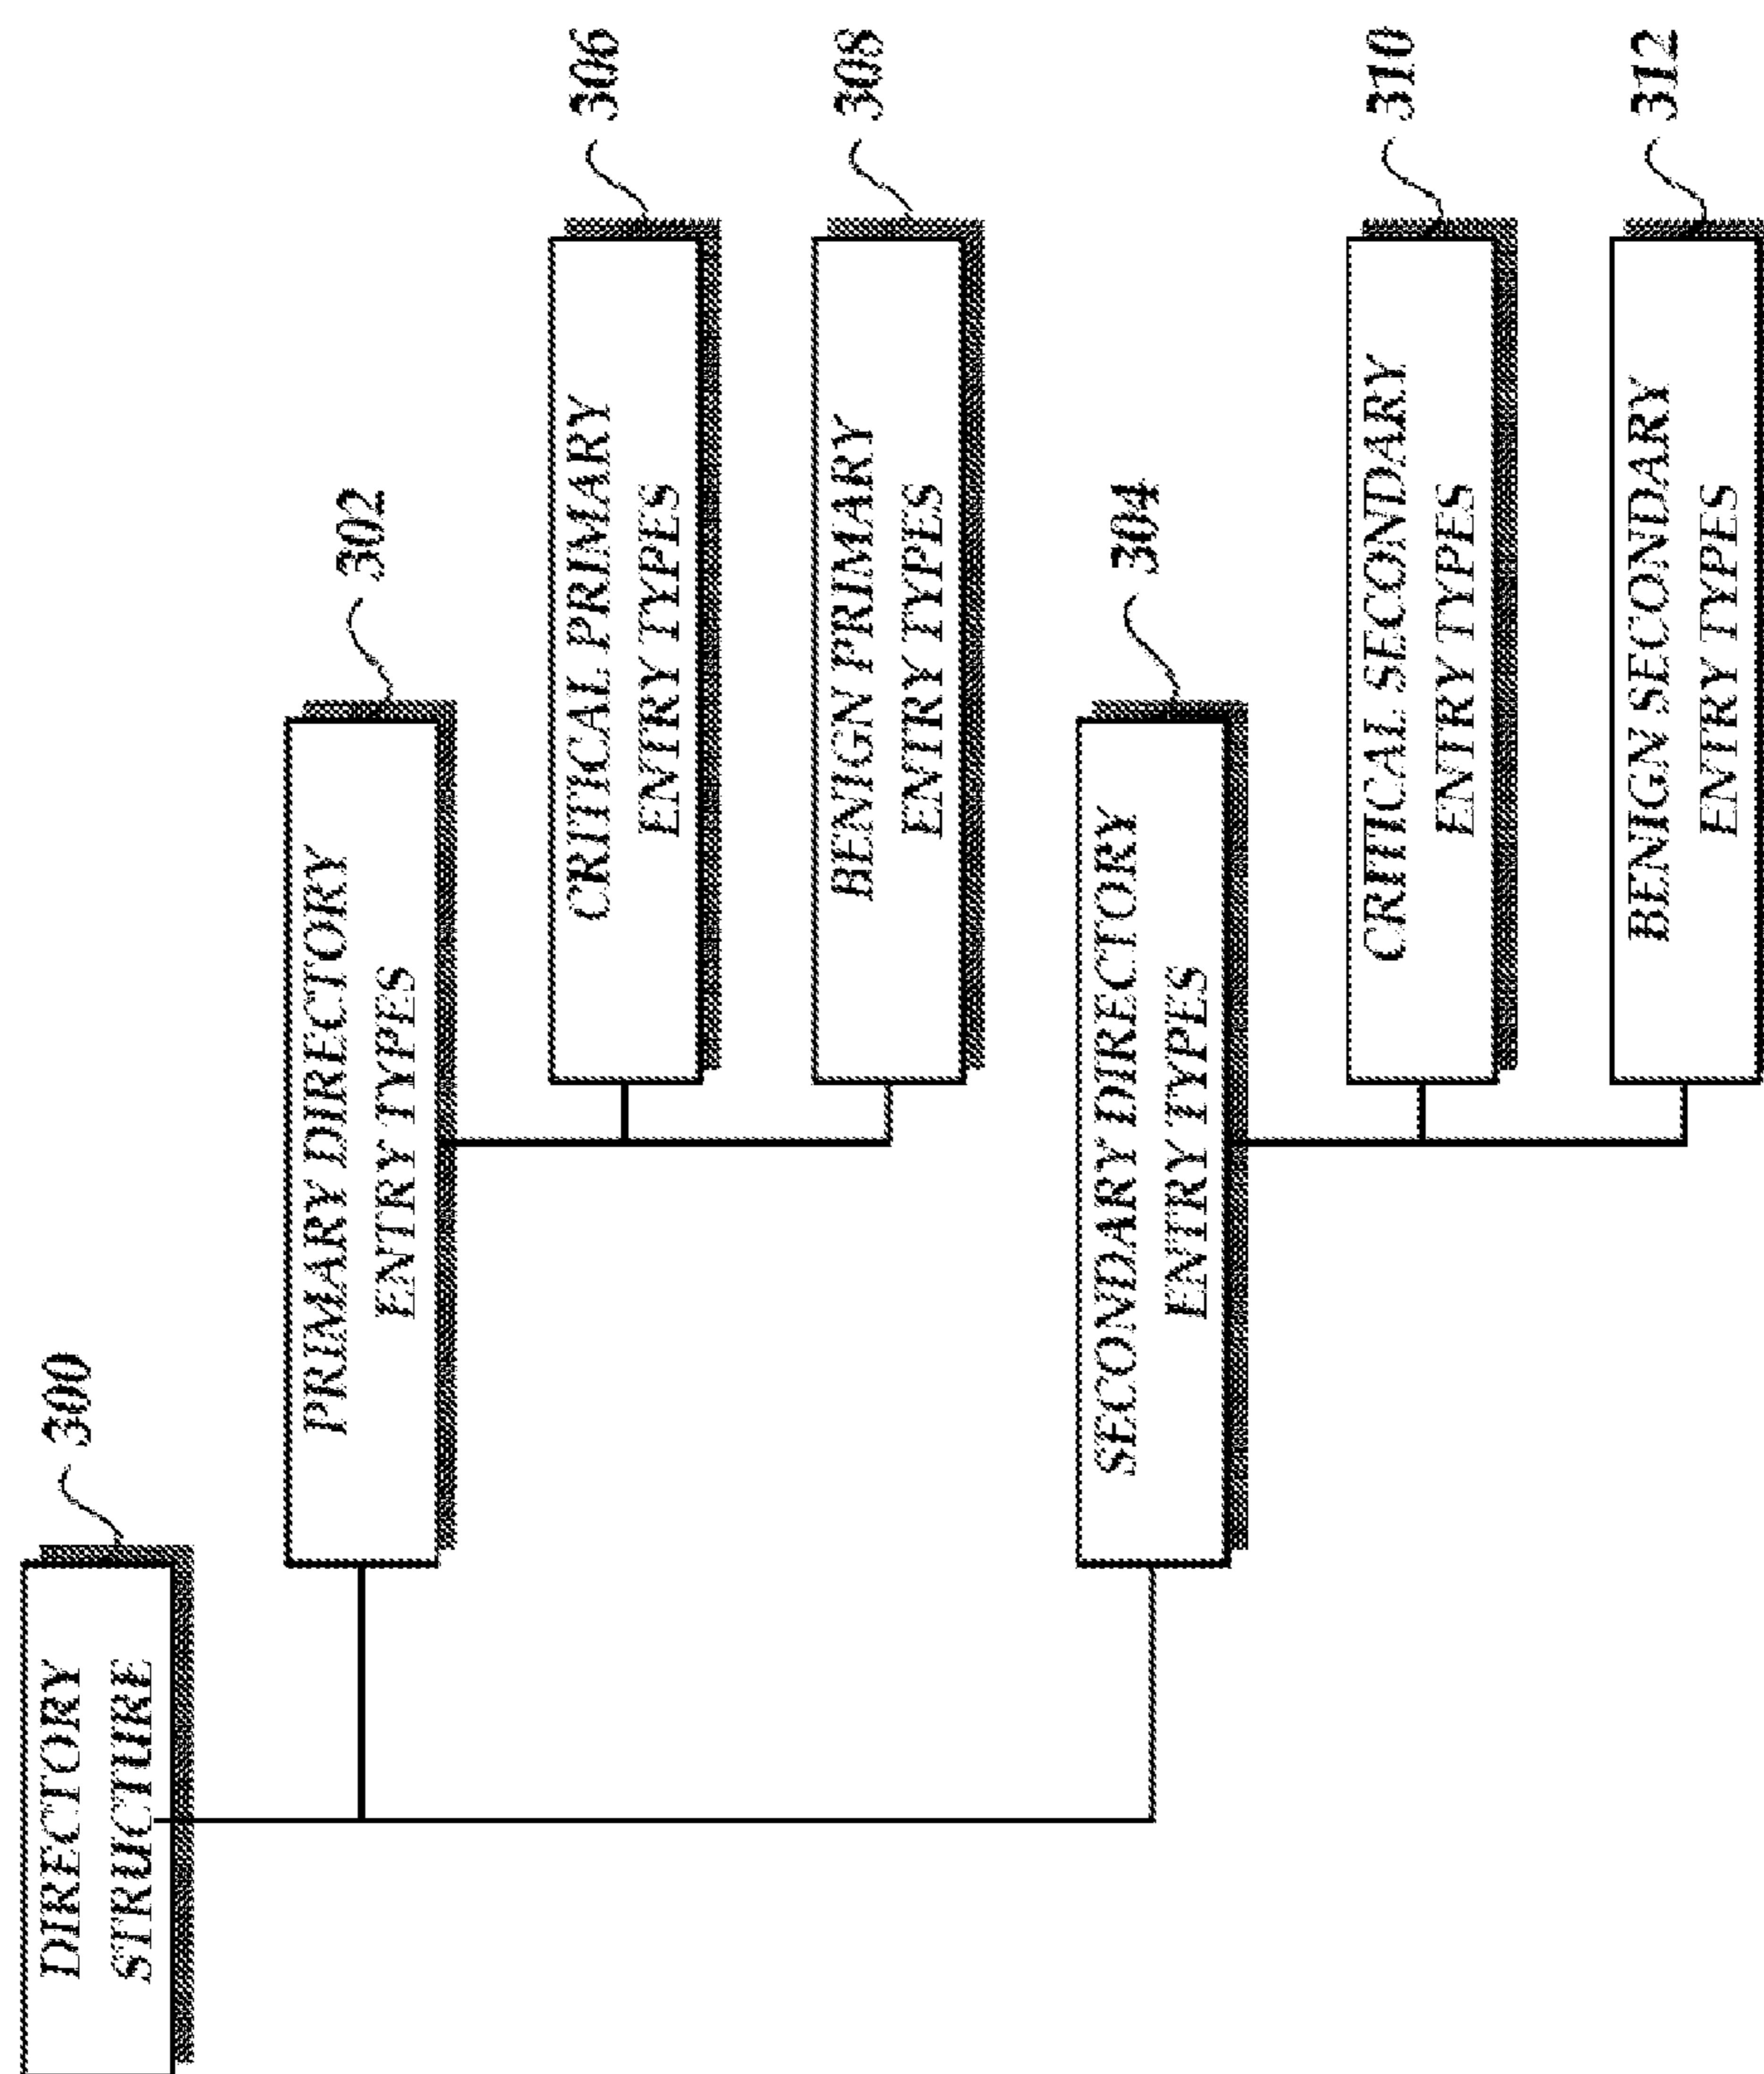 DIRECTORY
STRUCTURE
300
PRIMARY DIRECTORY
ENTRY TYPES
302
CRITICAL PRIMARY
ENTRY TYPES
306
BENIGN PRIMARY
ENTRY TYPES
308
SECONDARY DIRECTORY
ENTRY TYPES
304
CRITICAL SECONDARY
ENTRY TYPES
310
BENIGN SECONDARY
ENTRY TYPES
312